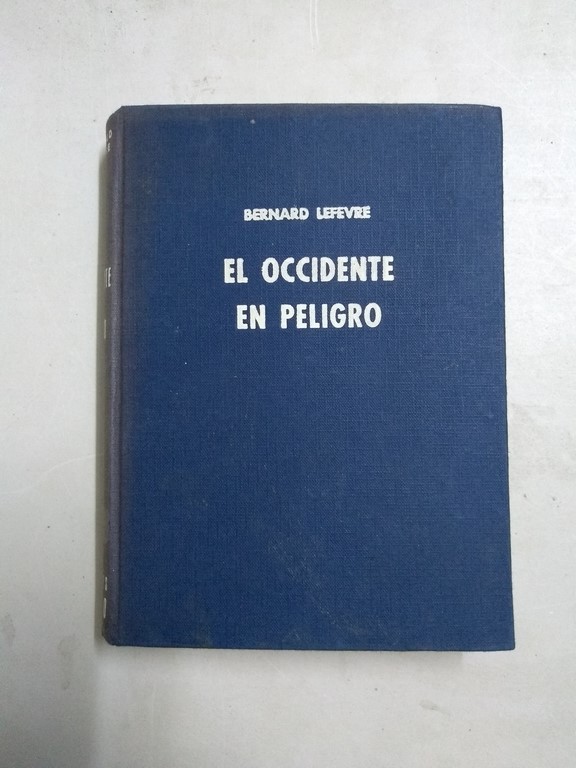 BERNARD LEFEVRE
EL OCCIDENTE
EN PELIGRO